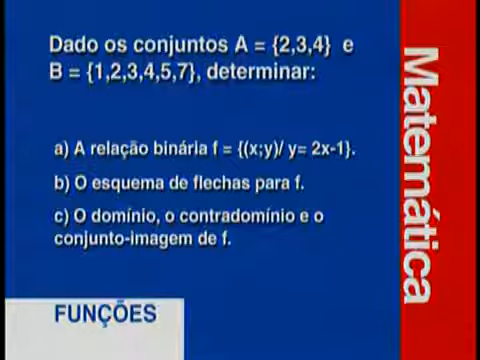 Dado os conjuntos A = {2,3,4} e
B = {1,2,3,4,5,7}, determinar:
a) A relação binária f = {(x;y)/ y= 2x-1}.
b) O esquema de flechas para f.
c) O domínio, o contradomínio e o
conjunto-imagem de f.
FUNÇÕES
Matemática